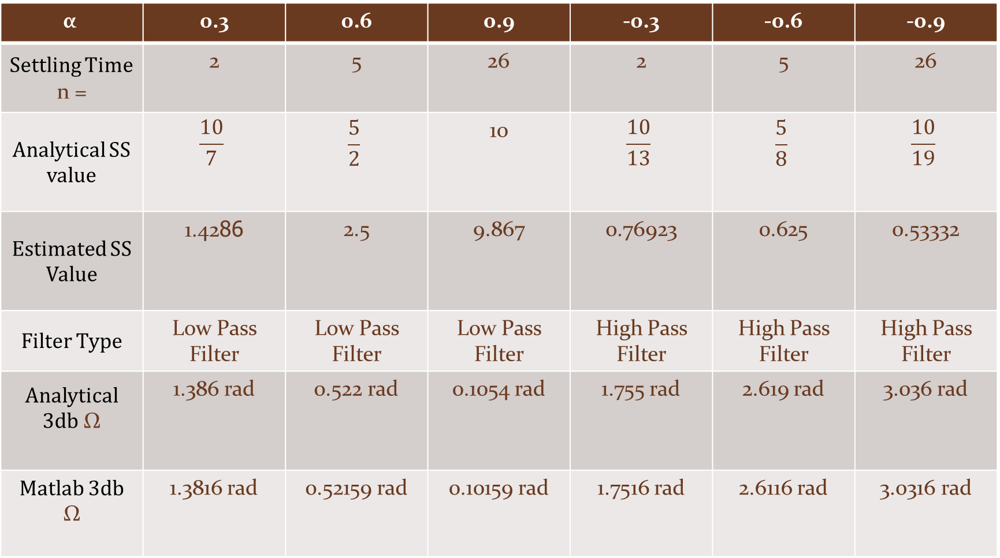 α 0.3 0.6 0.9 -0.3 -0.6 -0.9
Settling Time 2 5 26 2 5 26
n =
Analytical SS 10/7 5/2 10 10/13 5/8 10/19
value
Estimated SS 1.4286 2.5 9.867 0.76923 0.625 0.53332
Value
Filter Type Low Pass Low Pass Low Pass High Pass High Pass High Pass
Filter Filter Filter Filter Filter Filter
Analytical 1.386 rad 0.522 rad 0.1054 rad 1.755 rad 2.619 rad 3.036 rad
3db Ω
Matlab 3db 1.3816 rad 0.52159 rad 0.10159 rad 1.7516 rad 2.6116 rad 3.0316 rad
Ω